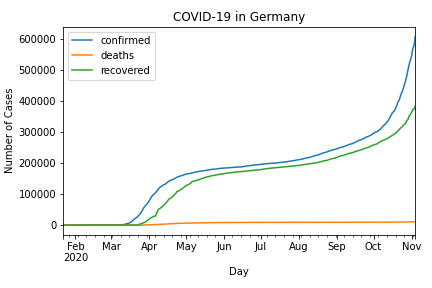 COVID-19 in Germany
confirmed
deaths
recovered
Number of Cases
600000
500000
400000
300000
200000
100000
0
Feb Mar Apr May Jun Jul Aug Sep Oct Nov
2020
Day